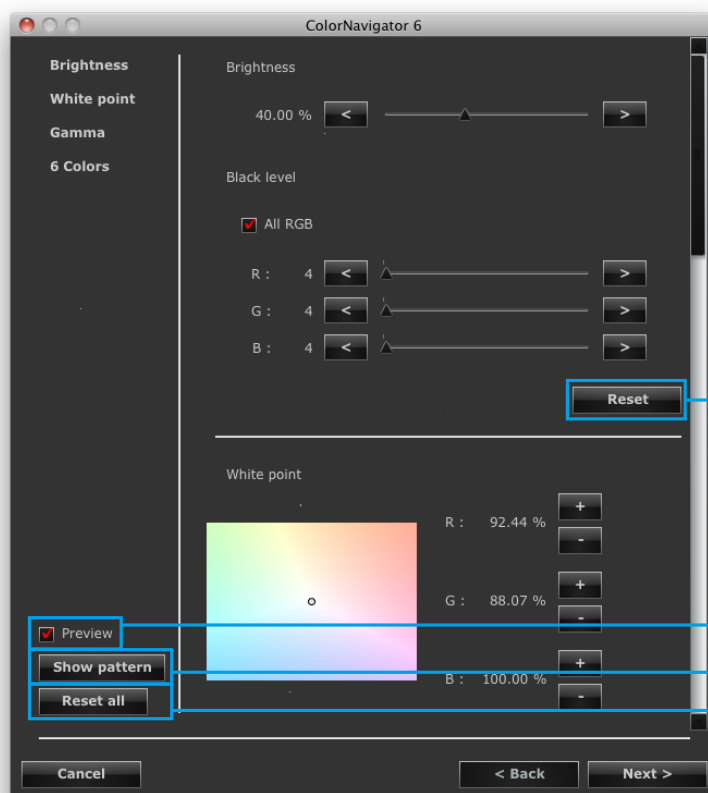 ColorNavigator 6
Brightness
White point
Gamma
6 Colors
Brightness
40.00 % < >
Black level
All RGB
R : 4 < >
G : 4 < >
B : 4 < >
Reset
White point
R : 92.44 % + -
G : 88.07 % + -
B : 100.00 % + -
Preview
Show pattern
Reset all
Cancel
< Back
Next >